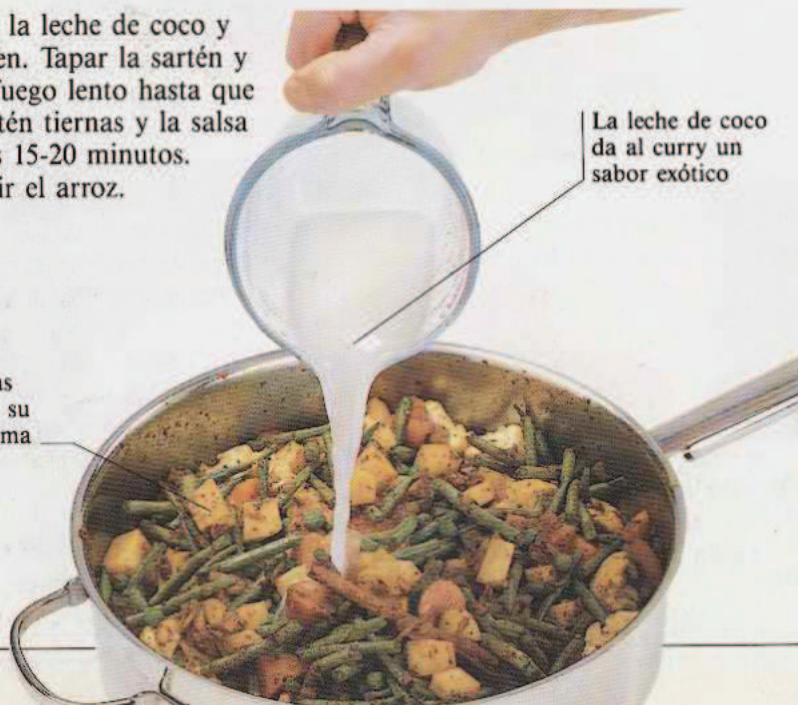 la leche de coco y
en. Tapar la sartén y
fuego lento hasta que
tén tiernas y la salsa
s 15-20 minutos.
ir el arroz.
La leche de coco
da al curry un
sabor exótico
as
su
ma